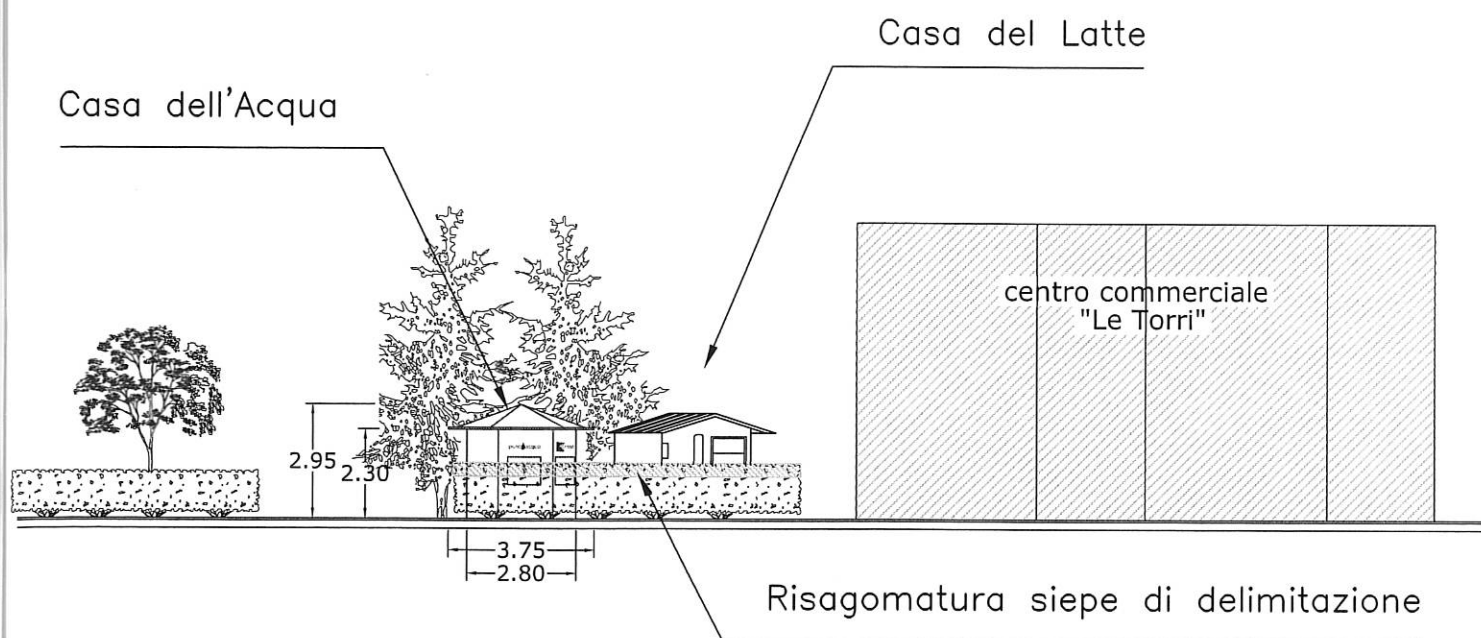 Casa del Latte
Casa dell'Acqua
centro commerciale
"Le Torri"
2.95
2.30
3.75
2.80
Risagomatura siepe di delimitazione